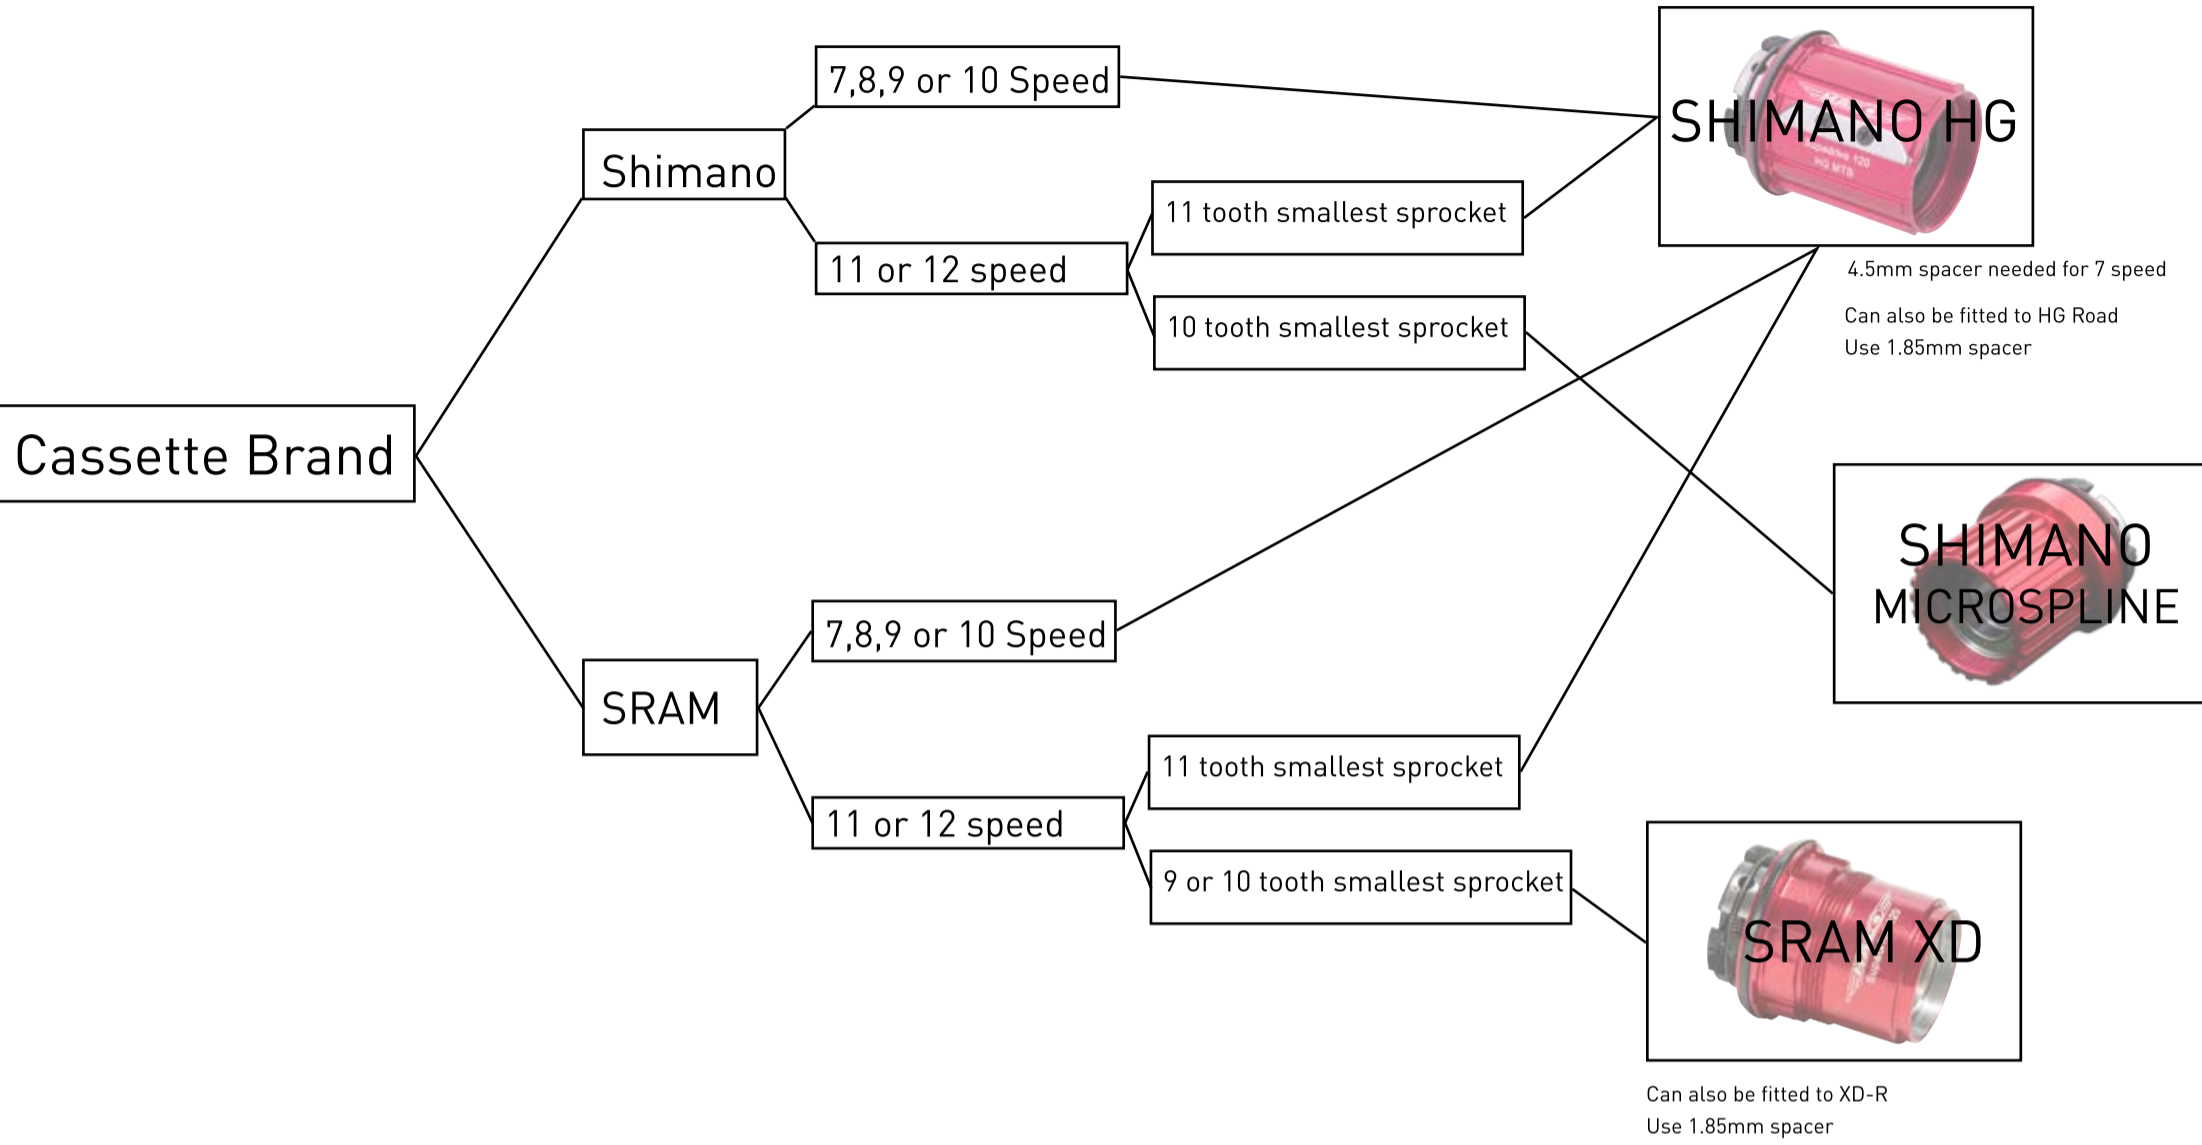 Cassette Brand
Shimano
7,8,9 or 10 Speed
11 or 12 speed
11 tooth smallest sprocket
10 tooth smallest sprocket
SRAM
7,8,9 or 10 Speed
11 or 12 speed
11 tooth smallest sprocket
9 or 10 tooth smallest sprocket
SHIMANO HG
HG MTB
4.5mm spacer needed for 7 speed
Can also be fitted to HG Road
Use 1.85mm spacer
SHIMANO
MICROSPLINE
SRAM XD
Can also be fitted to XD-R
Use 1.85mm spacer